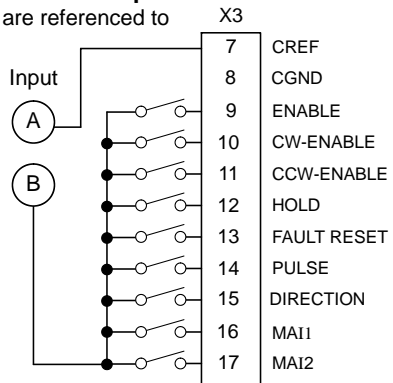 are referenced to
X3
7 CREF
Input
8 CGND
A
9 ENABLE
10 CW-ENABLE
11 CCW-ENABLE
B
12 HOLD
13 FAULT RESET
14 PULSE
15 DIRECTION
16 MAI1
17 MAI2